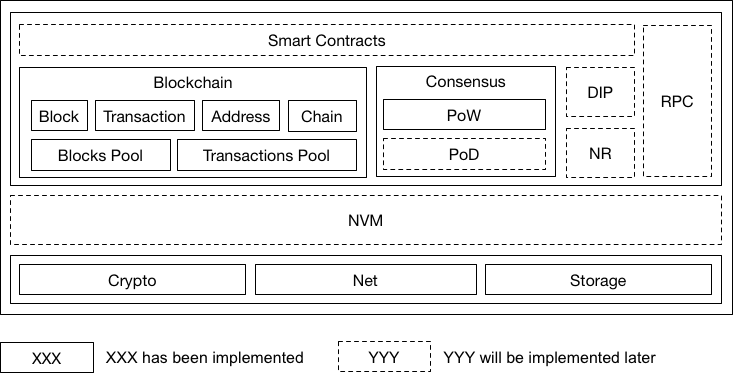 Smart Contracts
Blockchain
Consensus
DIP
RPC
Block
Transaction
Address
Chain
PoW
Blocks Pool
Transactions Pool
PoD
NR
NVM
Crypto
Net
Storage
XXX
XXX has been implemented
YYY
YYY will be implemented later